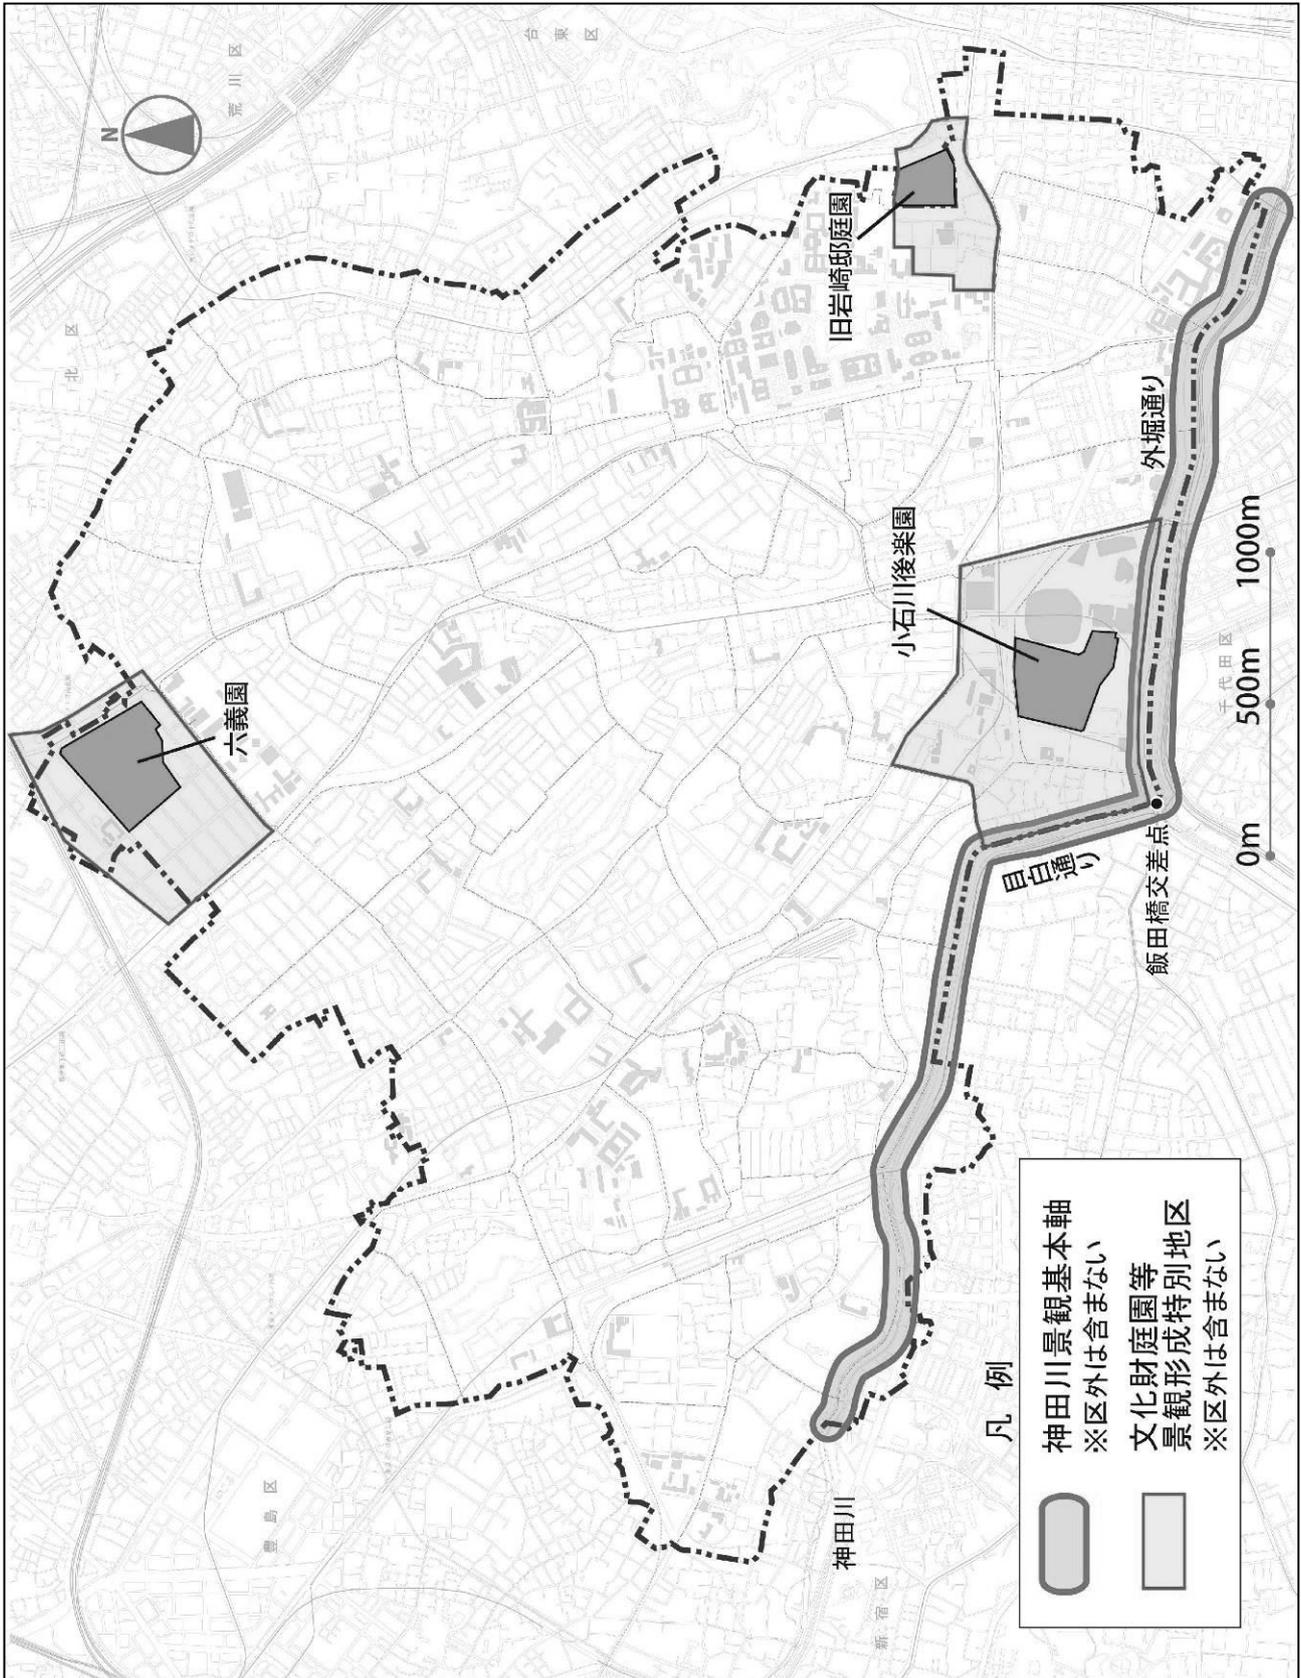 N
荒川区
台東区
北区
六義園
旧岩崎邸庭園
小石川後楽園
外堀通り
目白通り
飯田橋交差点
千代田区
0m
500m
1000m
豊島区
神田川
新宿区
凡例
神田川景観基本軸
※区外は含まない
文化財庭園等
景観形成特別地区
※区外は含まない